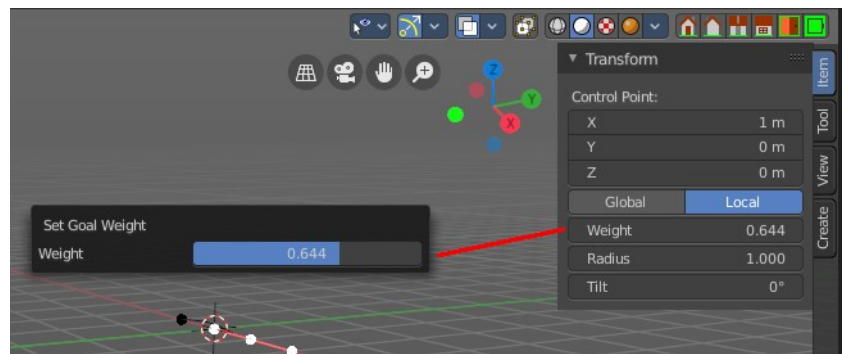 Transform
Item
Control Point:
X 1 m
Tool
Y 0 m
Z 0 m
View
Global Local
Set Goal Weight
Weight 0.644
Weight 0.644
Create
Radius 1.000
Tilt 0°
Z
Y
X